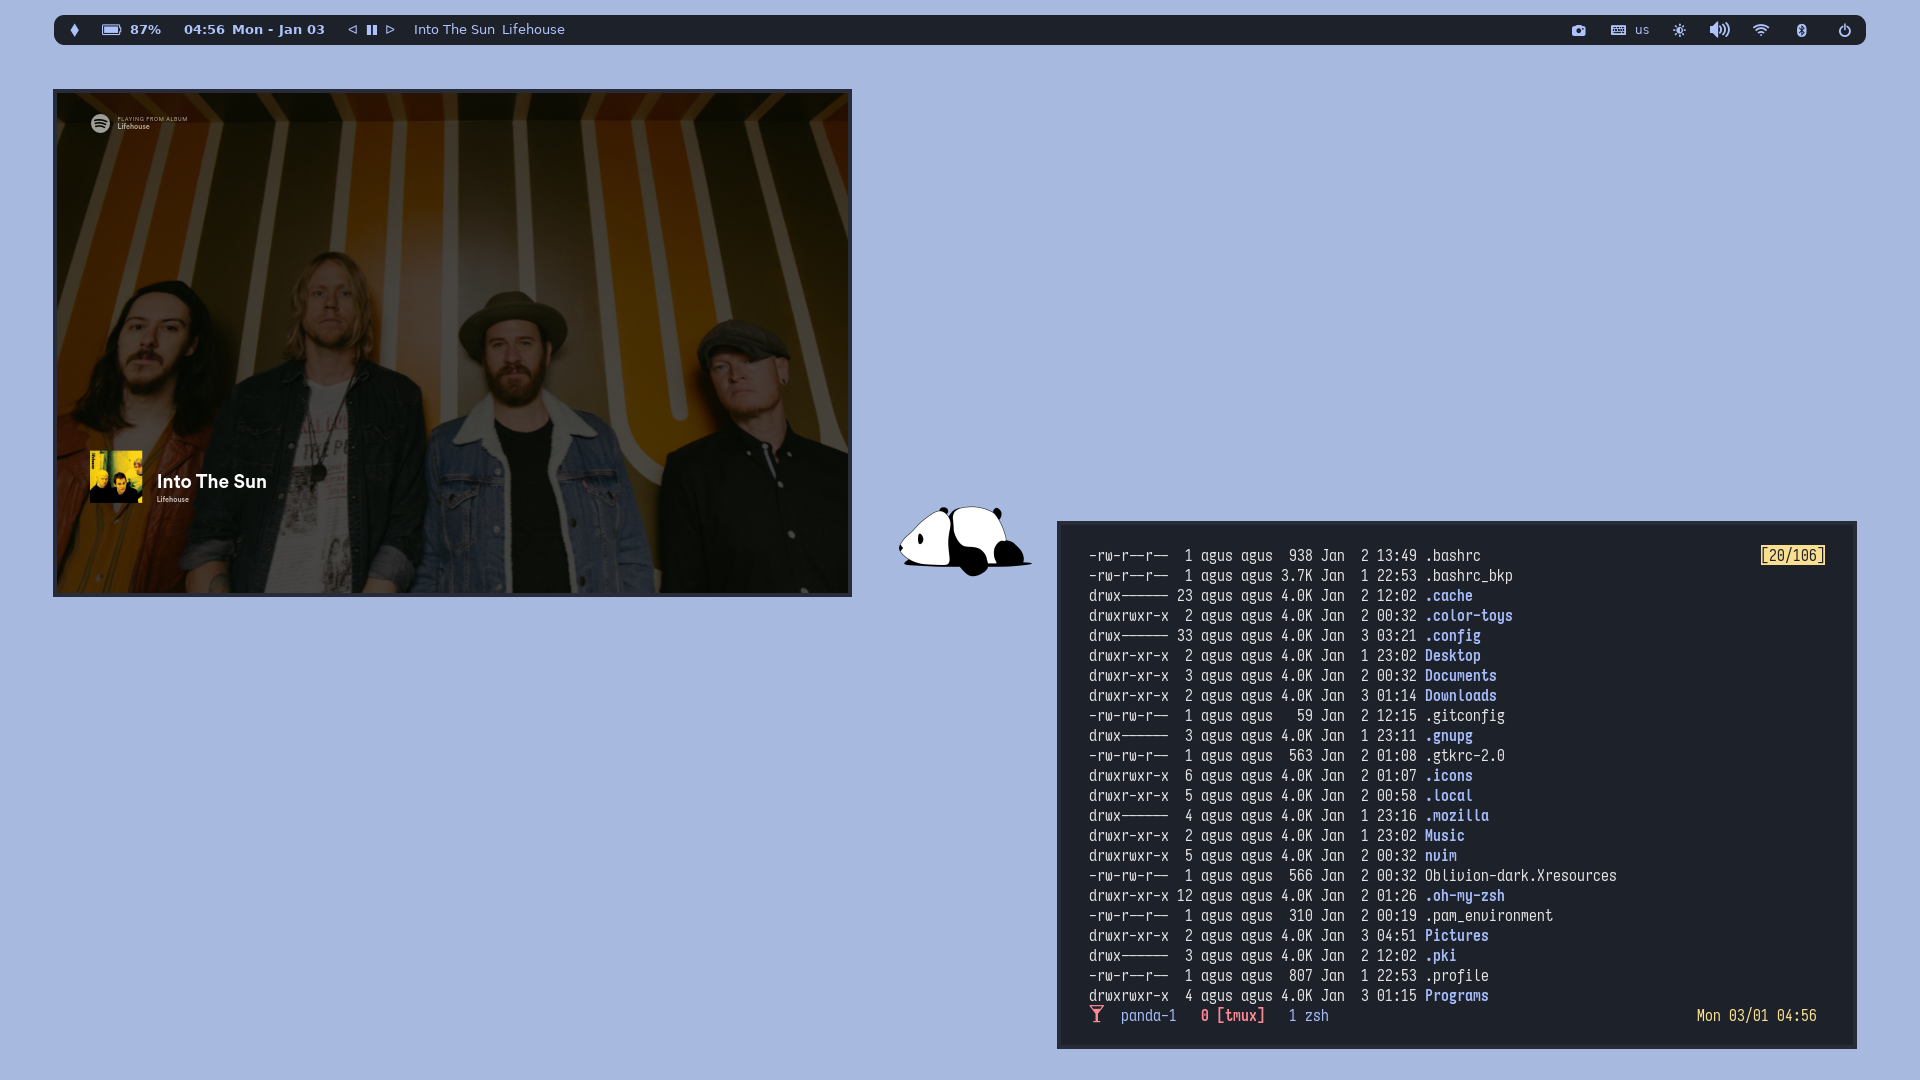 87% 04:56 Mon - Jan 03 Into The Sun Lifehouse us
PLAYING FROM ALBUM
Lifehouse
Into The Sun
Lifehouse
-rw-r--r-- 1 agus agus 938 Jan 2 13:49 .bashrc [20/106]
-rw-r--r-- 1 agus agus 3.7K Jan 1 22:53 .bashrc_bkp
drwx------ 23 agus agus 4.0K Jan 2 12:02 .cache
drwxrwxr-x 2 agus agus 4.0K Jan 2 00:32 .color-toys
drwx------ 33 agus agus 4.0K Jan 3 03:21 .config
drwxr-xr-x 2 agus agus 4.0K Jan 1 23:02 Desktop
drwxr-xr-x 3 agus agus 4.0K Jan 2 00:32 Documents
drwxr-xr-x 2 agus agus 4.0K Jan 3 01:14 Downloads
-rw-rw-r-- 1 agus agus 59 Jan 2 12:15 .gitconfig
drwx------ 3 agus agus 4.0K Jan 1 23:11 .gnupg
-rw-rw-r-- 1 agus agus 563 Jan 2 01:08 .gtkrc-2.0
drwxrwxr-x 6 agus agus 4.0K Jan 2 01:07 .icons
drwxr-xr-x 5 agus agus 4.0K Jan 2 00:58 .local
drwx------ 4 agus agus 4.0K Jan 1 23:16 .mozilla
drwxr-xr-x 2 agus agus 4.0K Jan 1 23:02 Music
drwxrwxr-x 5 agus agus 4.0K Jan 2 00:32 nvim
-rw-rw-r-- 1 agus agus 566 Jan 2 00:32 Oblivion-dark.Xresources
drwxr-xr-x 12 agus agus 4.0K Jan 2 01:26 .oh-my-zsh
-rw-r--r-- 1 agus agus 310 Jan 2 00:19 .pam_environment
drwxr-xr-x 2 agus agus 4.0K Jan 3 04:51 Pictures
drwx------ 3 agus agus 4.0K Jan 2 12:02 .pki
-rw-r--r-- 1 agus agus 807 Jan 1 22:53 .profile
drwxrwxr-x 4 agus agus 4.0K Jan 3 01:15 Programs
panda-1 0 [tmux] 1 zsh Mon 03/01 04:56